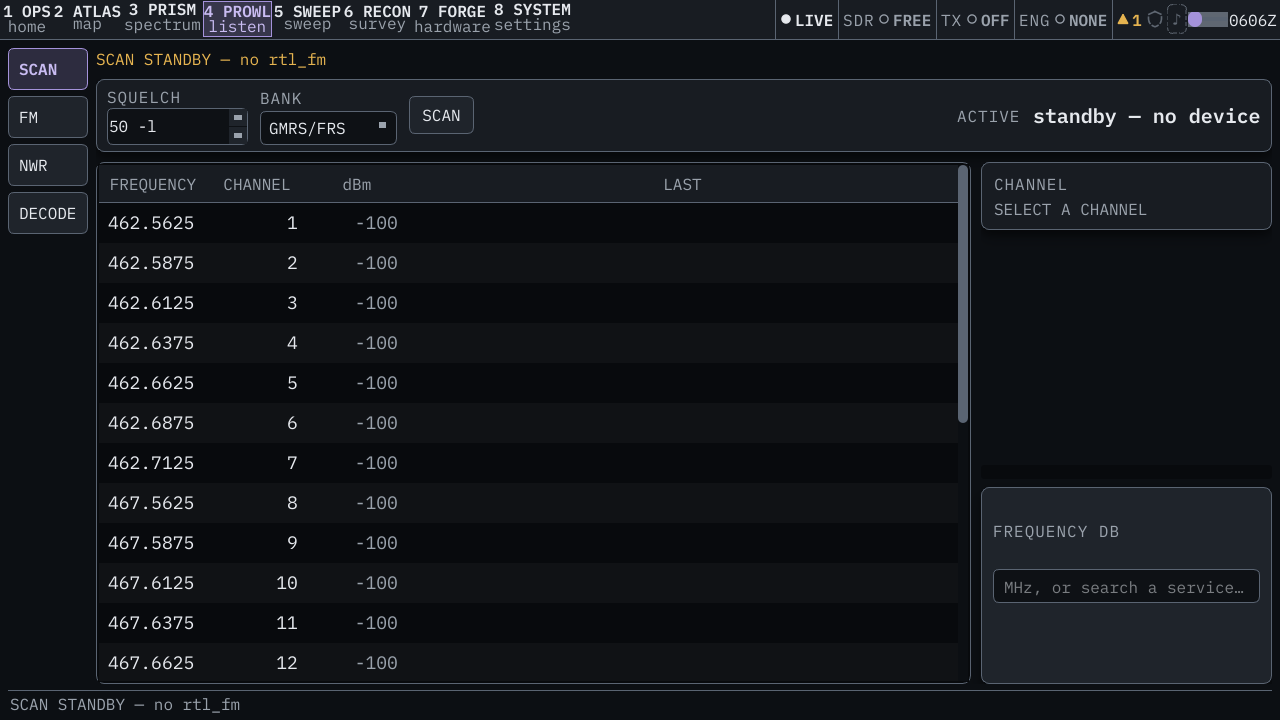 1 OPS 2 ATLAS 3 PRISM 4 PROWL 5 SWEEP 6 RECON 7 FORGE 8 SYSTEM
home map spectrum listen sweep survey hardware settings
LIVE SDR FREE TX OFF ENG NONE 1 0606Z
SCAN
FM
NWR
DECODE
SCAN STANDBY — no rtl_fm
SQUELCH BANK
50 -l GMRS/FRS SCAN
ACTIVE standby — no device
FREQUENCY CHANNEL dBm LAST
462.5625 1 -100
462.5875 2 -100
462.6125 3 -100
462.6375 4 -100
462.6625 5 -100
462.6875 6 -100
462.7125 7 -100
467.5625 8 -100
467.5875 9 -100
467.6125 10 -100
467.6375 11 -100
467.6625 12 -100
CHANNEL
SELECT A CHANNEL
FREQUENCY DB
MHz, or search a service…
SCAN STANDBY — no rtl_fm